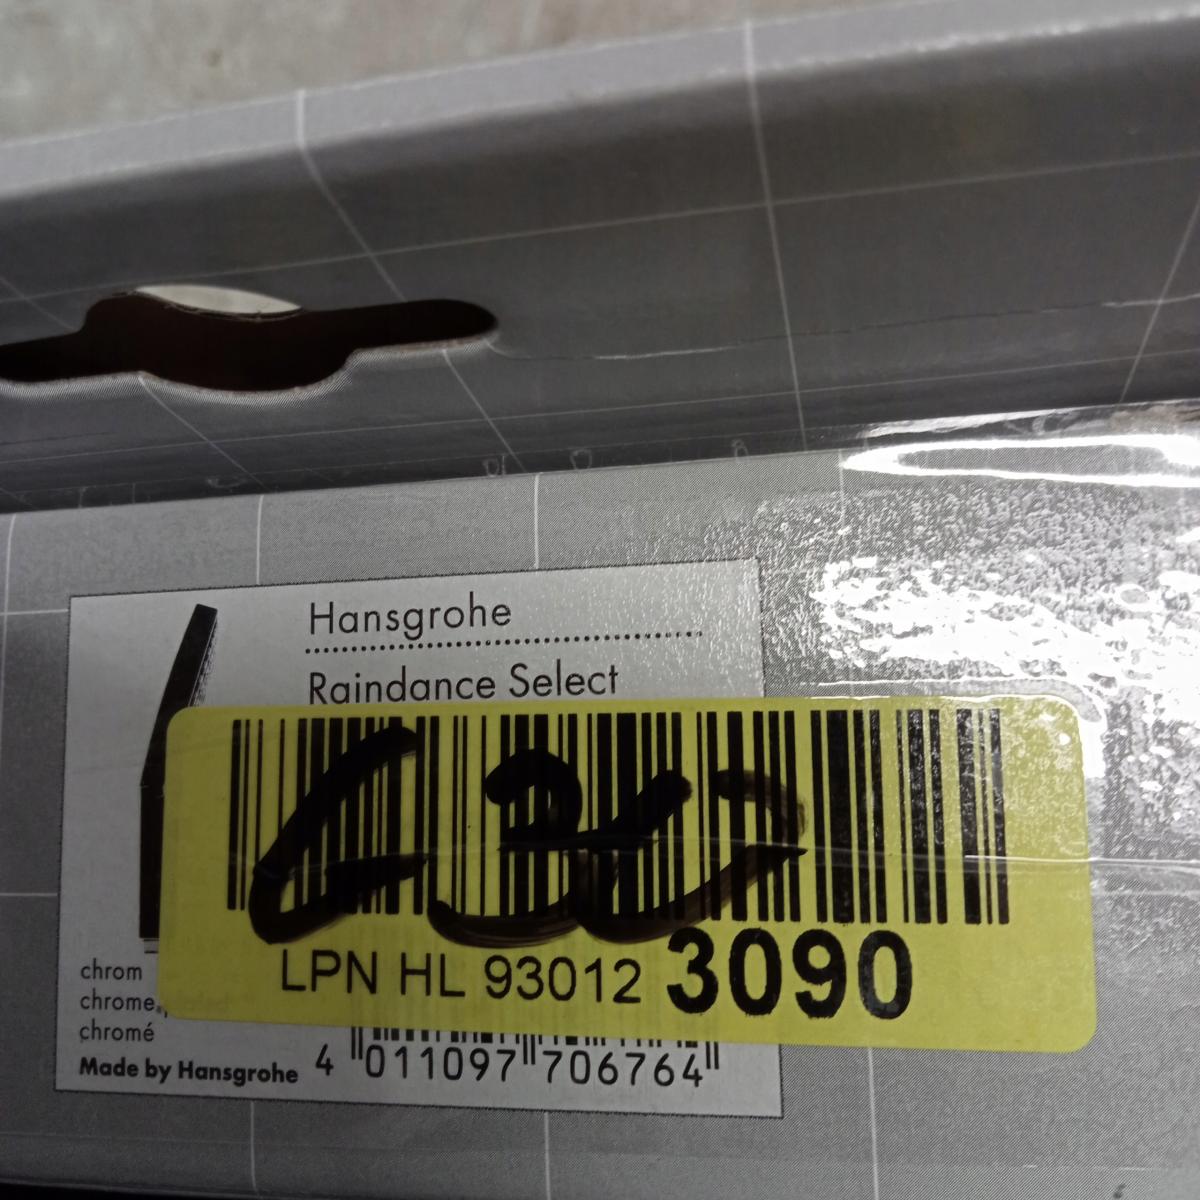 Hansgrohe
Raindance Select
LPN HL 93012 3090
chrom
chrome
chromé
Made by Hansgrohe
4 011097 706764